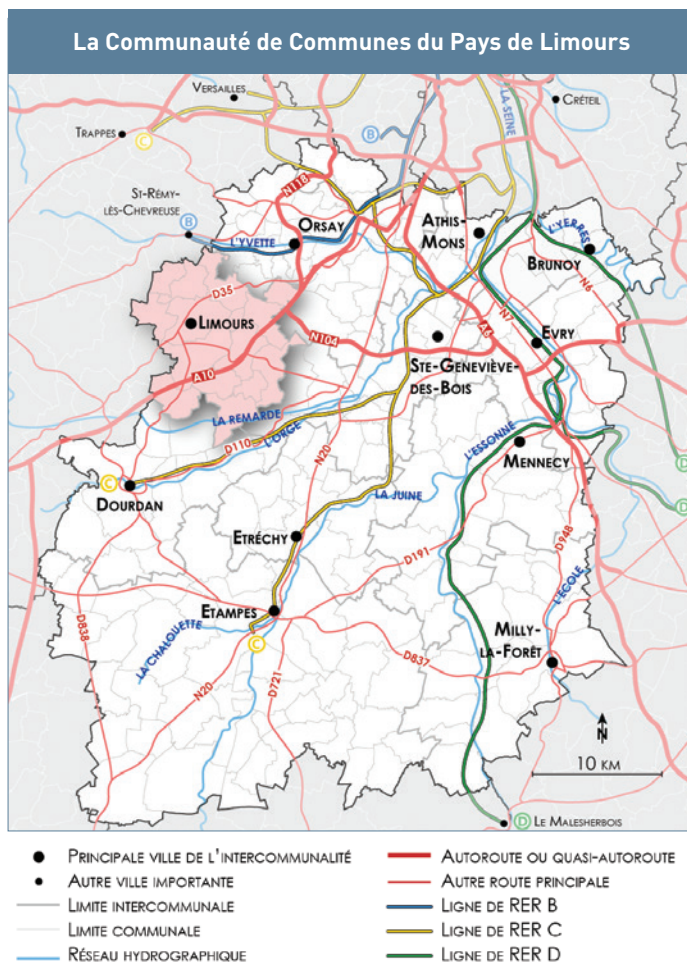 La Communauté de Communes du Pays de Limours
VERSAILLES
CRÉTEIL
LA SEINE
TRAPPES
C
B
N118
ST-RÉMY-
LÈS-CHEVREUSE
B
ORSAY
ATHIS-
MONS
L'YVETTE
L'YERRES
BRUNOY
D35
N6
LIMOURS
N7
N104
A6
EVRY
STE-GENEVIÈVE-
DES-BOIS
A10
LA REMARDE
L'ORGE
D110
N20
L'ESSONNE
MENNECY
C
DOURDAN
LA JUINE
ETRÉCHY
D
D
D191
D948
L'ECOLE
ETAMPES
D838
LA CHALOUETTE
C
MILLY-
LA-FORÊT
D837
N20
D721
N
10 KM
D
LE MALESHERBOIS
PRINCIPALE VILLE DE L'INTERCOMMUNALITÉ
AUTRE VILLE IMPORTANTE
LIMITE INTERCOMMUNALE
LIMITE COMMUNALE
RÉSEAU HYDROGRAPHIQUE
AUTOROUTE OU QUASI-AUTOROUTE
AUTRE ROUTE PRINCIPALE
LIGNE DE RER B
LIGNE DE RER C
LIGNE DE RER D